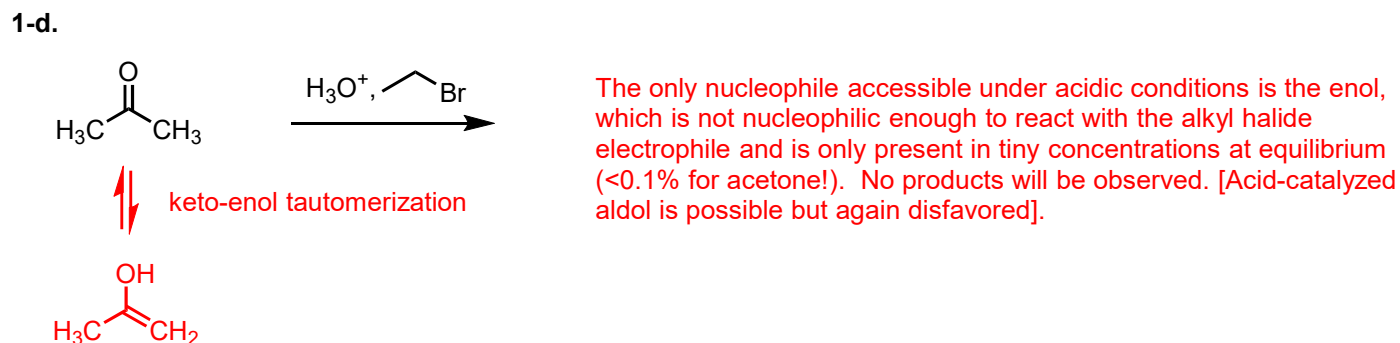 1-d.
O
H₃C CH₃
H₃O⁺, Br
The only nucleophile accessible under acidic conditions is the enol,
which is not nucleophilic enough to react with the alkyl halide
electrophile and is only present in tiny concentrations at equilibrium
(<0.1% for acetone!).  No products will be observed. [Acid-catalyzed
aldol is possible but again disfavored].
keto-enol tautomerization
OH
H₃C CH₂